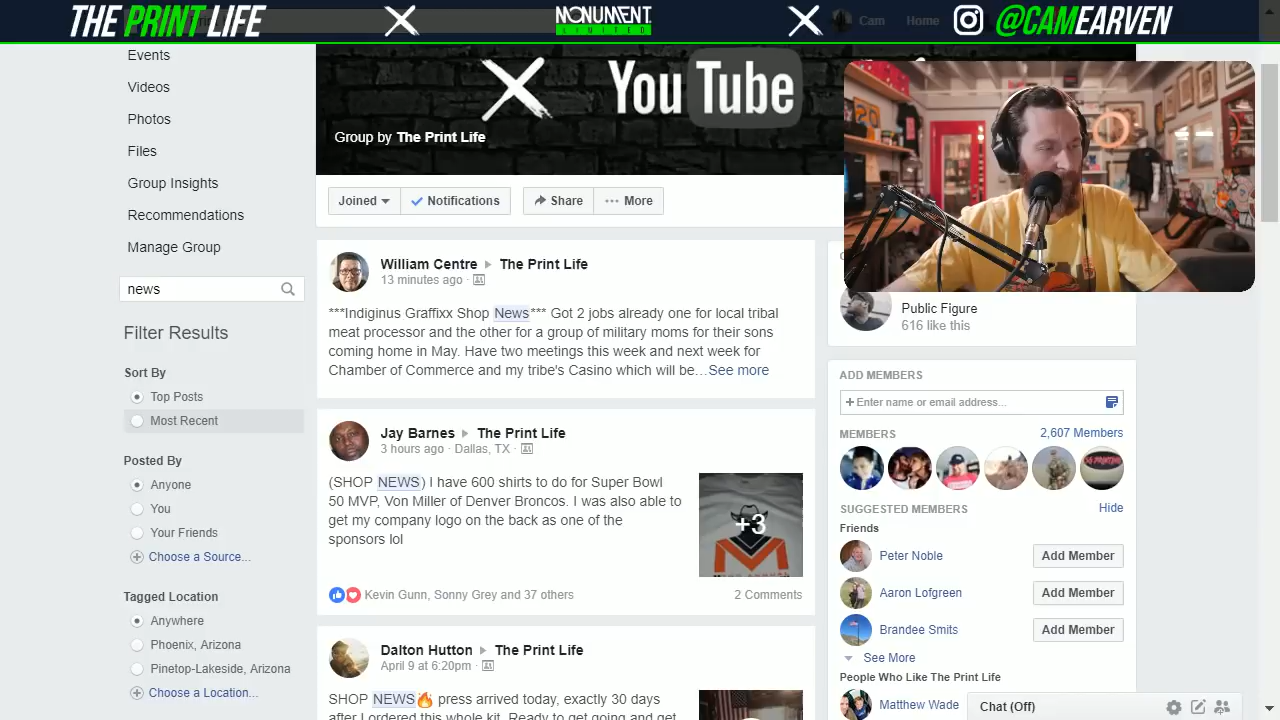 THE PRINT LIFE
MONUMENT
LIMITED
Cam
Home
@CAMEARVEN
Events
Videos
Photos
Files
Group Insights
Recommendations
Manage Group
news
Filter Results
Sort By
Top Posts
Most Recent
Posted By
Anyone
You
Your Friends
Choose a Source...
Tagged Location
Anywhere
Phoenix, Arizona
Pinetop-Lakeside, Arizona
Choose a Location...
YouTube
Group by The Print Life
Joined
Notifications
Share
More
William Centre The Print Life
13 minutes ago ·
***Indiginus Graffixx Shop News*** Got 2 jobs already one for local tribal
meat processor and the other for a group of military moms for their sons
coming home in May. Have two meetings this week and next week for
Chamber of Commerce and my tribe's Casino which will be...See more
Jay Barnes The Print Life
3 hours ago · Dallas, TX ·
(SHOP NEWS) I have 600 shirts to do for Super Bowl
50 MVP, Von Miller of Denver Broncos. I was also able to
get my company logo on the back as one of the
sponsors lol
+3
Kevin Gunn, Sonny Grey and 37 others
2 Comments
Dalton Hutton The Print Life
April 9 at 6:20pm ·
SHOP NEWS🔥 press arrived today, exactly 30 days
after I ordered this whole kit. Ready to get going and get
Public Figure
616 like this
ADD MEMBERS
+ Enter name or email address...
MEMBERS
2,607 Members
SUGGESTED MEMBERS
Hide
Friends
Peter Noble
Add Member
Aaron Lofgreen
Add Member
Brandee Smits
Add Member
See More
People Who Like The Print Life
Matthew Wade
Chat (Off)